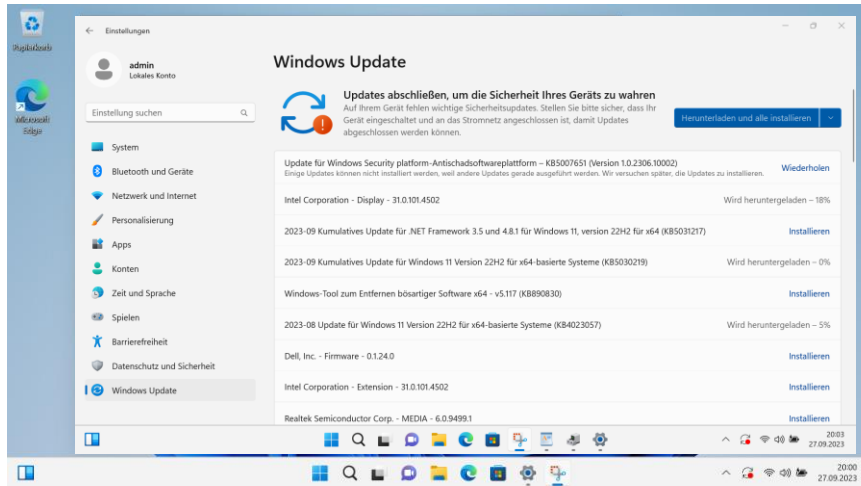 Papierkorb
Microsoft
Edge
Einstellungen
admin
Lokales Konto
Einstellung suchen
System
Bluetooth und Geräte
Netzwerk und Internet
Personalisierung
Apps
Konten
Zeit und Sprache
Spielen
Barrierefreiheit
Datenschutz und Sicherheit
Windows Update
Windows Update
Updates abschließen, um die Sicherheit Ihres Geräts zu wahren
Auf Ihrem Gerät fehlen wichtige Sicherheitsupdates. Stellen Sie bitte sicher, dass Ihr
Gerät eingeschaltet und an das Stromnetz angeschlossen ist, damit Updates
abgeschlossen werden können.
Herunterladen und alle installieren
Update für Windows Security platform-Antischadsoftwareplattform – KB5007651 (Version 1.0.2306.10002)
Einige Updates können nicht installiert werden, weil andere Updates gerade ausgeführt werden. Wir versuchen später, die Updates zu installieren.
Wiederholen
Intel Corporation - Display - 31.0.101.4502 Wird heruntergeladen – 18%
2023-09 Kumulatives Update für .NET Framework 3.5 und 4.8.1 für Windows 11, version 22H2 für x64 (KB5031217) Installieren
2023-09 Kumulatives Update für Windows 11 Version 22H2 für x64-basierte Systeme (KB5030219) Wird heruntergeladen – 0%
Windows-Tool zum Entfernen bösartiger Software x64 - v5.117 (KB890830) Installieren
2023-08 Update für Windows 11 Version 22H2 für x64-basierte Systeme (KB4023057) Wird heruntergeladen – 5%
Dell, Inc. - Firmware - 0.1.24.0 Installieren
Intel Corporation - Extension - 31.0.101.4502 Installieren
Realtek Semiconductor Corp. - MEDIA - 6.0.9499.1 Installieren
20:03
27.09.2023
20:00
27.09.2023